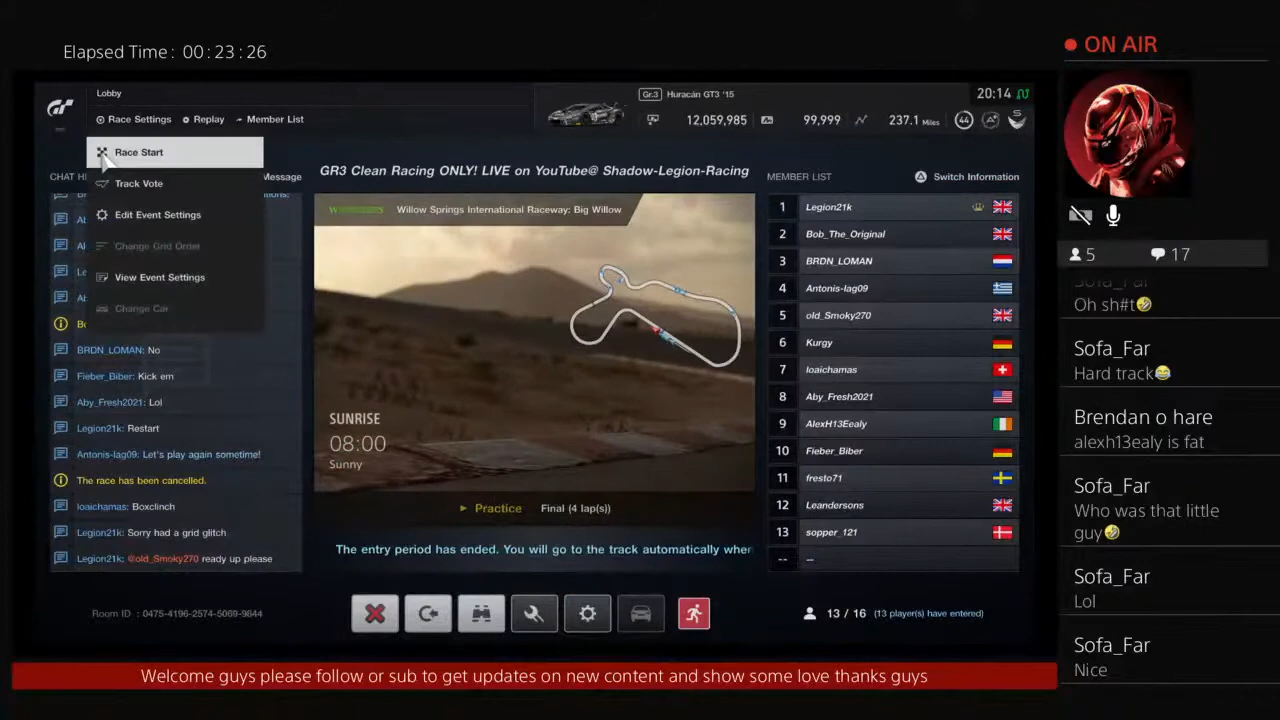 Elapsed Time: 00:23:26
ON AIR
Lobby
Gr.3 Huracán GT3 '15
20:14
Race Settings Replay Member List
12,059,985 99,999 237.1 Miles 44 A+ S
Race Start
Track Vote
Edit Event Settings
Change Grid Order
View Event Settings
Change Car
Message
BRDN_LOMAN: No
Fieber_Biber: Kick em
Aby_Fresh2021: Lol
Legion21k: Restart
Antonis-lag09: Let's play again sometime!
The race has been cancelled.
loaichamas: Boxclinch
Legion21k: Sorry had a grid glitch
Legion21k: @old_Smoky270 ready up please
Room ID : 0475-4196-2574-5069-9844
GR3 Clean Racing ONLY! LIVE on YouTube@ Shadow-Legion-Racing
Willow Springs International Raceway: Big Willow
SUNRISE
08:00
Sunny
Practice Final (4 lap(s))
The entry period has ended. You will go to the track automatically when
MEMBER LIST Switch Information
1 Legion21k
2 Bob_The_Original
3 BRDN_LOMAN
4 Antonis-lag09
5 old_Smoky270
6 Kurgy
7 loaichamas
8 Aby_Fresh2021
9 AlexH13Eealy
10 Fieber_Biber
11 fresto71
12 Leandersons
13 sopper_121
-- --
13 / 16 (13 player(s) have entered)
5 17
Sofa_Far
Oh sh#t🤣
Sofa_Far
Hard track😂
Brendan o hare
alexh13ealy is fat
Sofa_Far
Who was that little
guy🤣
Sofa_Far
Lol
Sofa_Far
Nice
Welcome guys please follow or sub to get updates on new content and show some love thanks guys